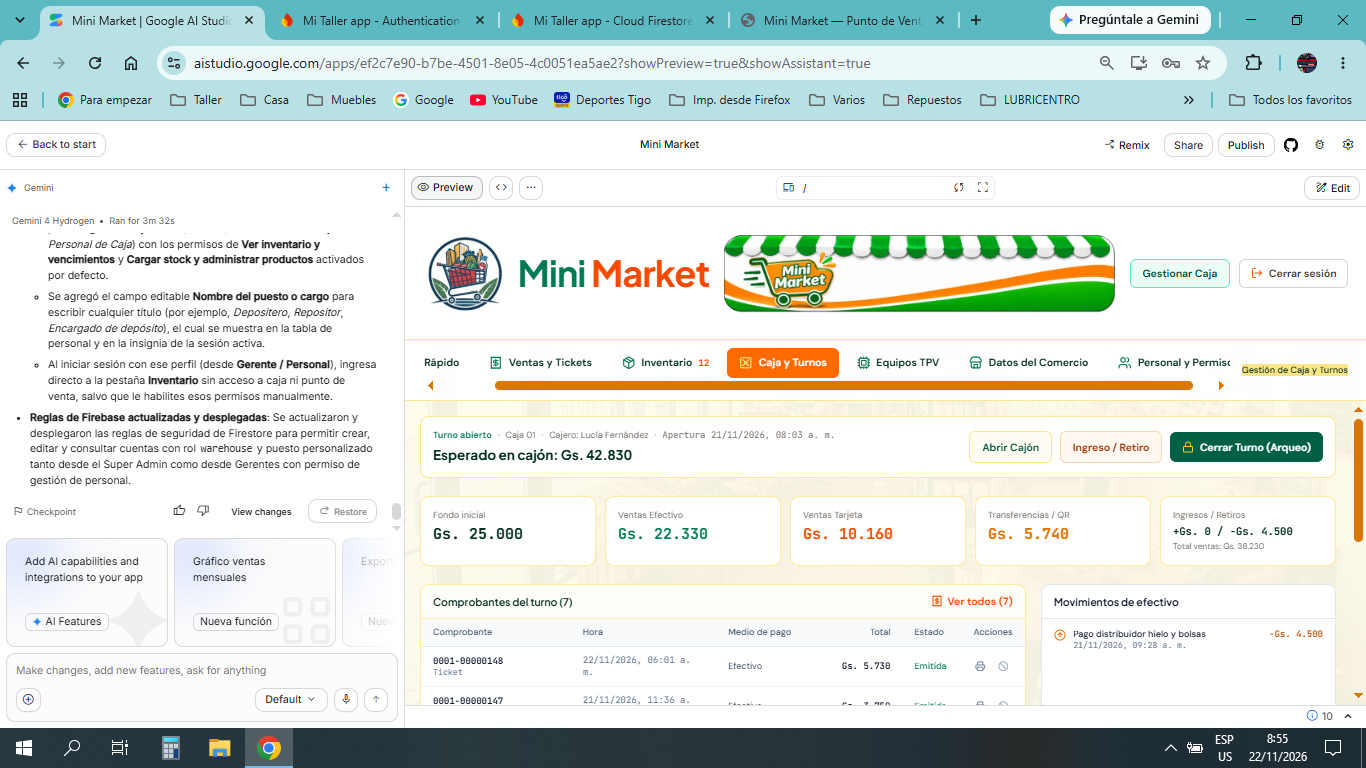 Mini Market | Google AI Studio
Mi Taller app - Authentication
Mi Taller app - Cloud Firestore
Mini Market — Punto de Vent
Pregúntale a Gemini
aistudio.google.com/apps/ef2c7e90-b7be-4501-8e05-4c0051ea5ae2?showPreview=true&showAssistant=true
Para empezar
Taller
Casa
Muebles
Google
YouTube
Deportes Tigo
Imp. desde Firefox
Varios
Repuestos
LUBRICENTRO
Todos los favoritos
Back to start
Mini Market
Remix
Share
Publish
Gemini
Preview
/
Edit
Gemini 4 Hydrogen • Ran for 3m 32s
Personal de Caja) con los permisos de Ver inventario y
vencimientos y Cargar stock y administrar productos activados
por defecto.
Se agregó el campo editable Nombre del puesto o cargo para
escribir cualquier título (por ejemplo, Depositero, Repositor,
Encargado de depósito), el cual se muestra en la tabla de
personal y en la insignia de la sesión activa.
Al iniciar sesión con ese perfil (desde Gerente / Personal), ingresa
directo a la pestaña Inventario sin acceso a caja ni punto de
venta, salvo que le habilites esos permisos manualmente.
Reglas de Firebase actualizadas y desplegadas: Se actualizaron y
desplegaron las reglas de seguridad de Firestore para permitir crear,
editar y consultar cuentas con rol warehouse y puesto personalizado
tanto desde el Super Admin como desde Gerentes con permiso de
gestión de personal.
Checkpoint
View changes
Restore
Add AI capabilities and
integrations to your app
AI Features
Gráfico ventas
mensuales
Nueva función
Expor
Nuev
Make changes, add new features, ask for anything
Default
Mini Market
Mini
Market
Gestionar Caja
Cerrar sesión
Rápido
Ventas y Tickets
Inventario 12
Caja y Turnos
Equipos TPV
Datos del Comercio
Personal y Permisc
Gestión de Caja y Turnos
Turno abierto · Caja 01 · Cajero: Lucía Fernández · Apertura 21/11/2026, 08:03 a. m.
Esperado en cajón: Gs. 42.830
Abrir Cajón
Ingreso / Retiro
Cerrar Turno (Arqueo)
Fondo inicial
Gs. 25.000
Ventas Efectivo
Gs. 22.330
Ventas Tarjeta
Gs. 10.160
Transferencias / QR
Gs. 5.740
Ingresos / Retiros
+Gs. 0 / -Gs. 4.500
Total ventas: Gs. 38.230
Comprobantes del turno (7)
Ver todos (7)
Comprobante Hora Medio de pago Total Estado Acciones
0001-00000148
Ticket
22/11/2026, 06:01 a.
m.
Efectivo
Gs. 5.730
Emitida
0001-00000147
21/11/2026, 11:36 a.
Efectivo
Gs. 3.750
Emitida
Movimientos de efectivo
Pago distribuidor hielo y bolsas
-Gs. 4.500
21/11/2026, 09:28 a. m.
10
ESP
US
8:55
22/11/2026